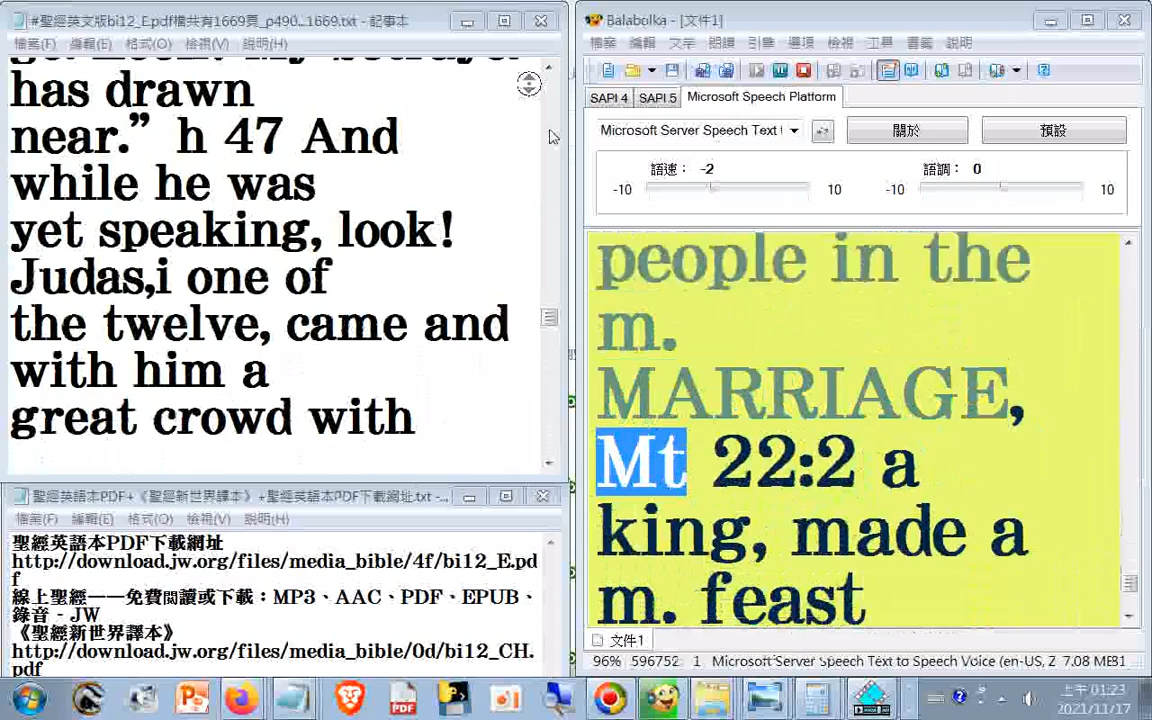 #聖經英文版bi12_E.pdf檔共有1669頁_p490...1669.txt - 記事本
檔案(F) 編輯(E) 格式(O) 檢視(V) 說明(H)
has drawn
near.” h 47 And
while he was
yet speaking, look!
Judas,i one of
the twelve, came and
with him a
great crowd with
聖經英語本PDF+《聖經新世界譯本》+聖經英語本PDF下載網址.txt - ...
檔案(F) 編輯(E) 格式(O) 檢視(V) 說明(H)
聖經英語本PDF下載網址
http://download.jw.org/files/media_bible/4f/bi12_E.pd
f
線上聖經——免費閱讀或下載：MP3、AAC、PDF、EPUB、
錄音 - JW
《聖經新世界譯本》
http://download.jw.org/files/media_bible/0d/bi12_CH.
pdf
Balabolka - [文件1]
檔案 編輯 文字 朗讀 引擎 選項 檢視 工具 書籤 說明
SAPI 4 SAPI 5 Microsoft Speech Platform
Microsoft Server Speech Text 關於 預設
語速： -2 語調： 0
-10 10 -10 10
people in the
m.
MARRIAGE,
Mt 22:2 a
king, made a
m. feast
文件1
96% 596752 1 Microsoft Server Speech Text to Speech Voice (en-US, Z 7.08 MB
PDF
上午 01:23
2021/11/17